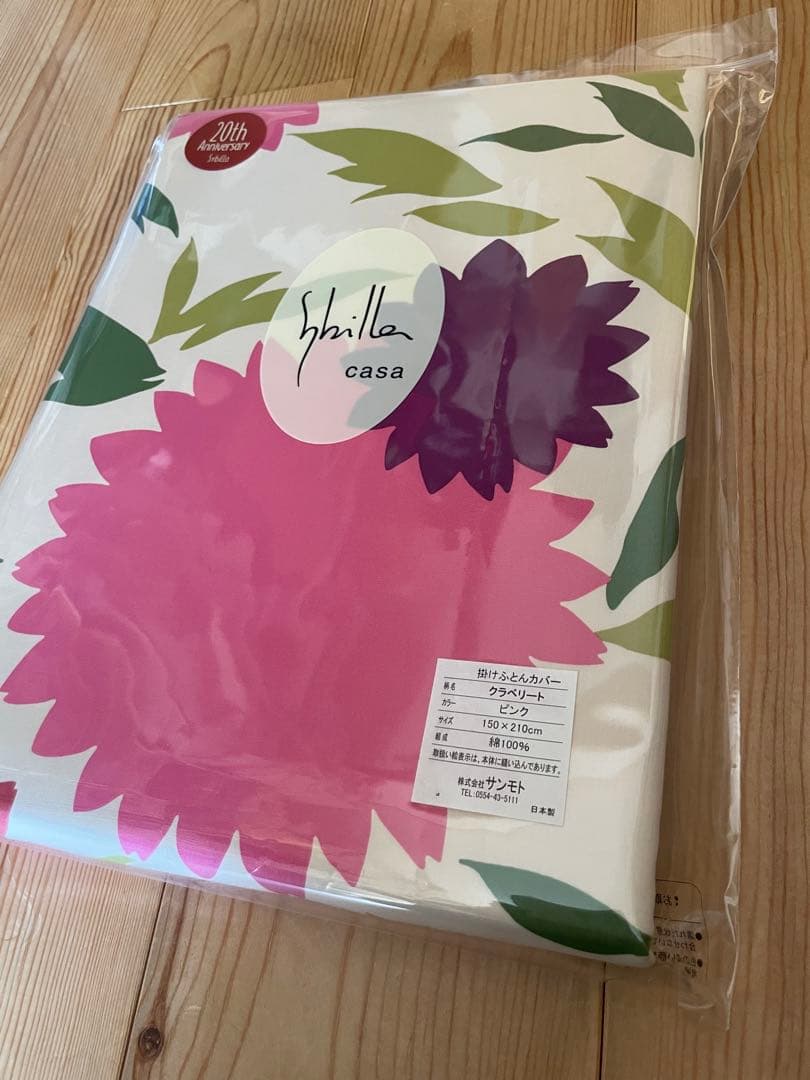 20th
Anniversary
Sybilla
Sybilla
casa
掛けふとんカバー
柄名 クラベリート
カラー ピンク
サイズ 150×210cm
組成 綿100%
取扱い絵表示は、本体に縫い込んであります。
株式会社 サンモト
TEL:0554-43-5111
日本製